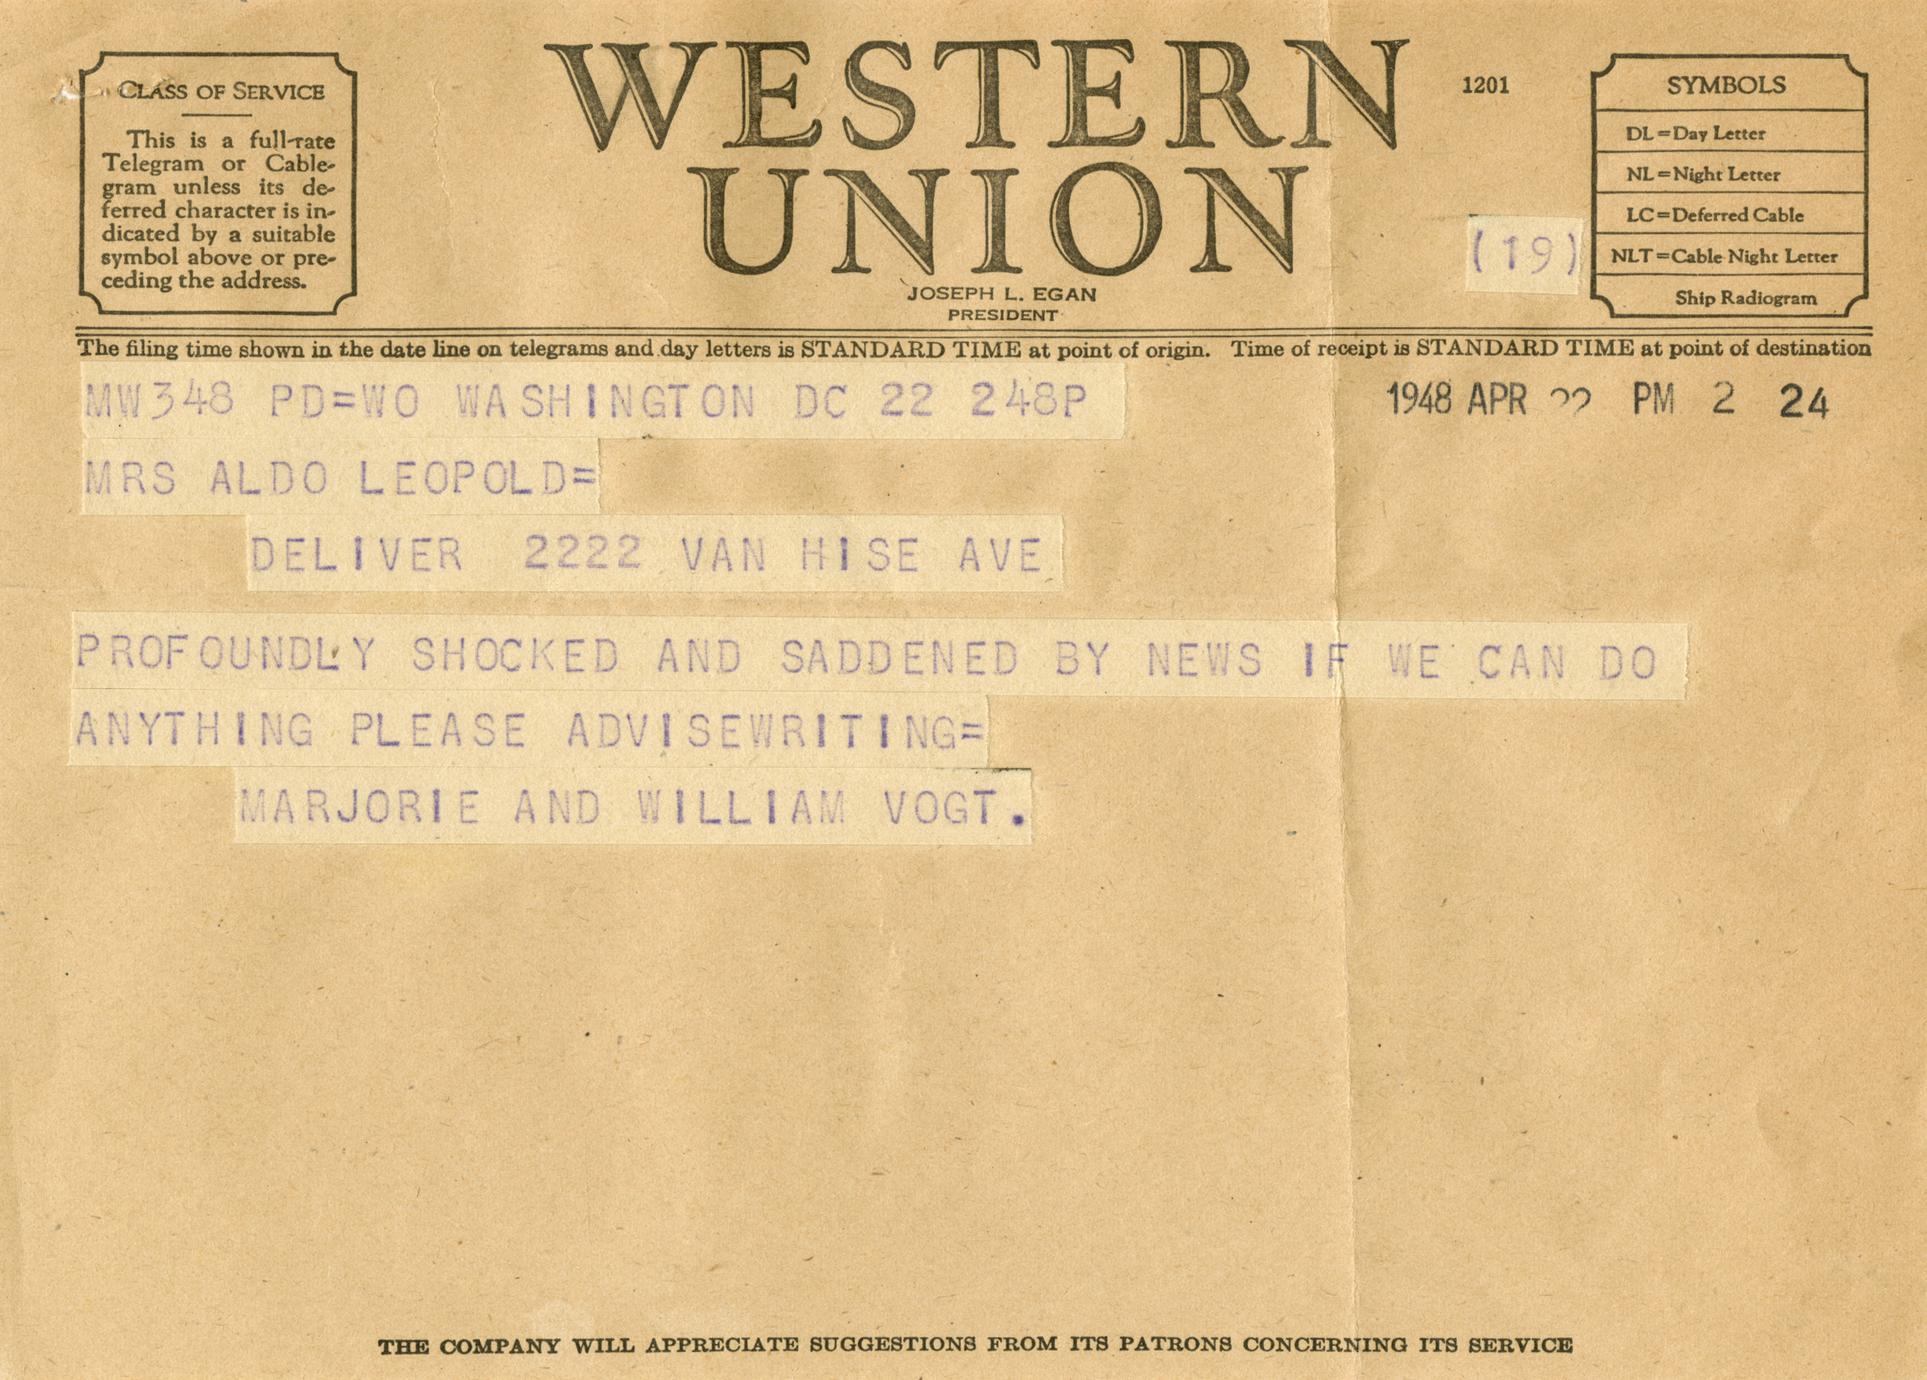 WESTERN
UNION
1201
JOSEPH L. EGAN
PRESIDENT
CLASS OF SERVICE
This is a full-rate
Telegram or Cable-
gram unless its de-
ferred character is in-
dicated by a suitable
symbol above or pre-
ceding the address.
(19)
SYMBOLS
DL=Day Letter
NL=Night Letter
LC=Deferred Cable
NLT=Cable Night Letter
Ship Radiogram
The filing time shown in the date line on telegrams and day letters is STANDARD TIME at point of origin. Time of receipt is STANDARD TIME at point of destination
MW348 PD=WO WASHINGTON DC 22 248P
1948 APR 22 PM 2 24
MRS ALDO LEOPOLD=
DELIVER 2222 VAN HISE AVE
PROFOUNDLY SHOCKED AND SADDENED BY NEWS IF WE CAN DO
ANYTHING PLEASE ADVISEWRITING=
MARJORIE AND WILLIAM VOGT.
THE COMPANY WILL APPRECIATE SUGGESTIONS FROM ITS PATRONS CONCERNING ITS SERVICE